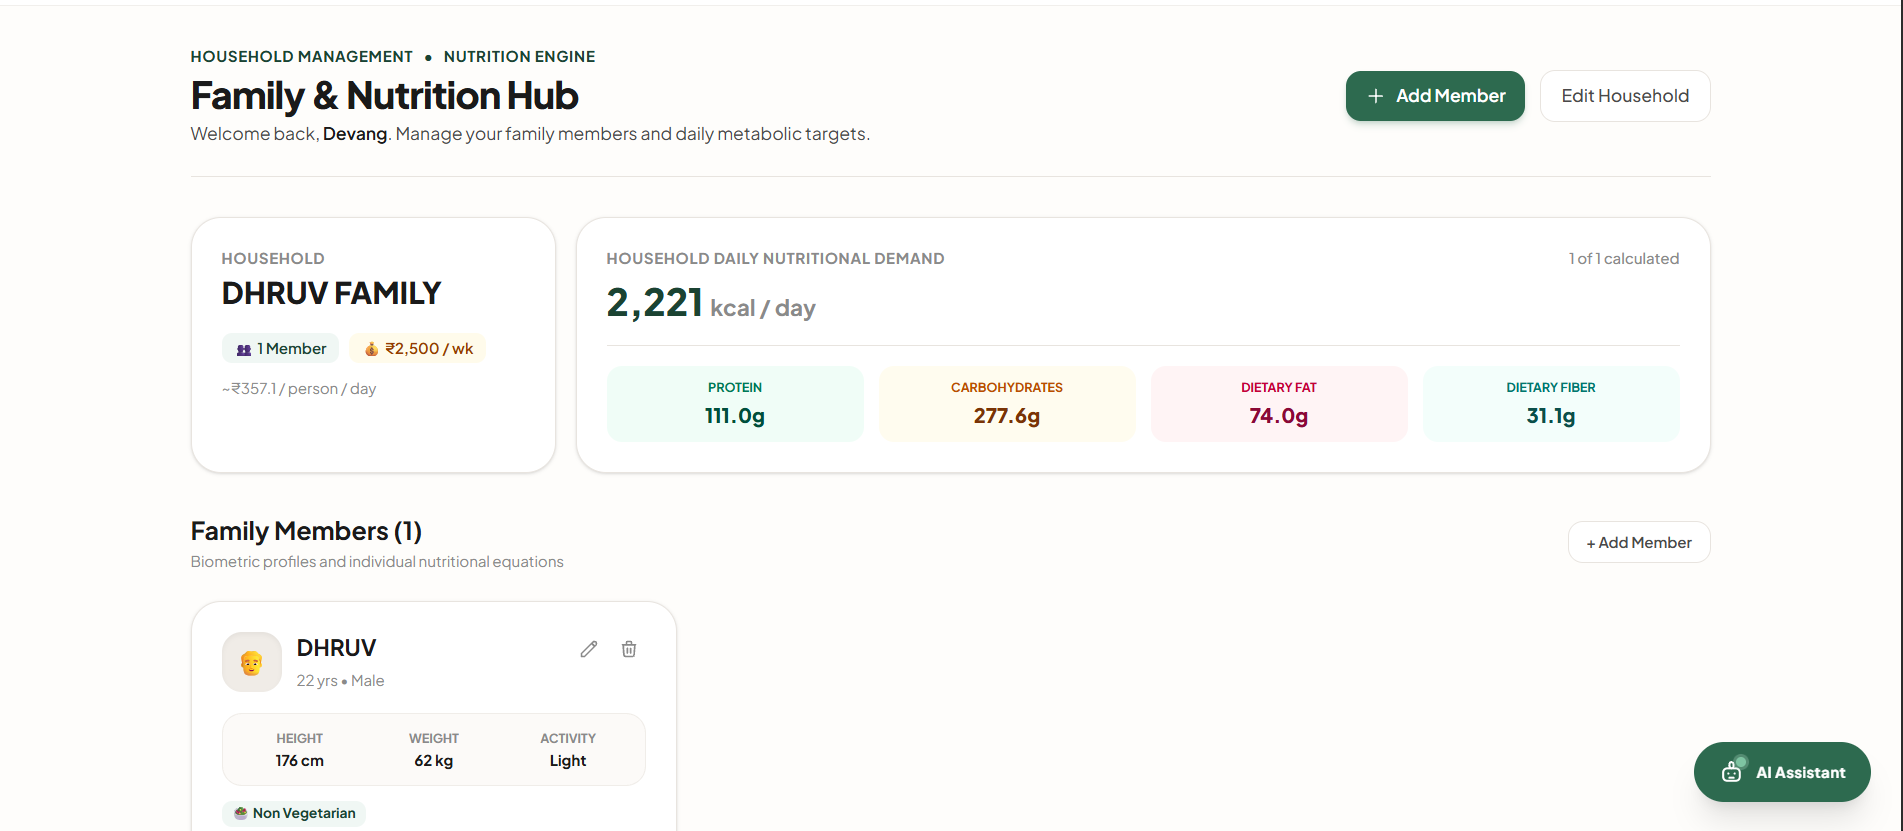 HOUSEHOLD MANAGEMENT • NUTRITION ENGINE
Family & Nutrition Hub
Welcome back, Devang. Manage your family members and daily metabolic targets.
+ Add Member
Edit Household
HOUSEHOLD
DHRUV FAMILY
1 Member
₹2,500 / wk
~₹357.1 / person / day
HOUSEHOLD DAILY NUTRITIONAL DEMAND
1 of 1 calculated
2,221 kcal / day
PROTEIN
111.0g
CARBOHYDRATES
277.6g
DIETARY FAT
74.0g
DIETARY FIBER
31.1g
Family Members (1)
Biometric profiles and individual nutritional equations
+ Add Member
DHRUV
22 yrs • Male
HEIGHT
176 cm
WEIGHT
62 kg
ACTIVITY
Light
Non Vegetarian
AI Assistant